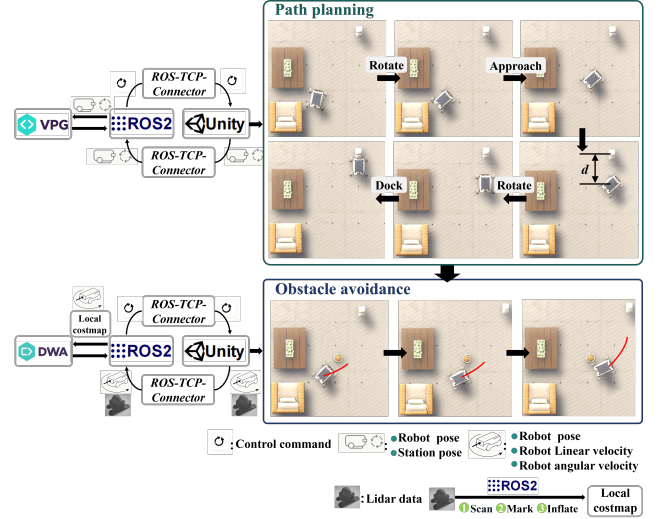 Path planning
Rotate
Approach
ROS-TCP-
Connector
VPG
ROS2
Unity
ROS-TCP-
Connector
d
Dock
Rotate
Obstacle avoidance
ROS-TCP-
Connector
Local
costmap
DWA
ROS2
Unity
ROS-TCP-
Connector
: Control command
: Robot pose
Station pose
: Robot pose
Robot Linear velocity
Robot angular velocity
: Lidar data
ROS2
1 Scan 2 Mark 3 Inflate
Local
costmap